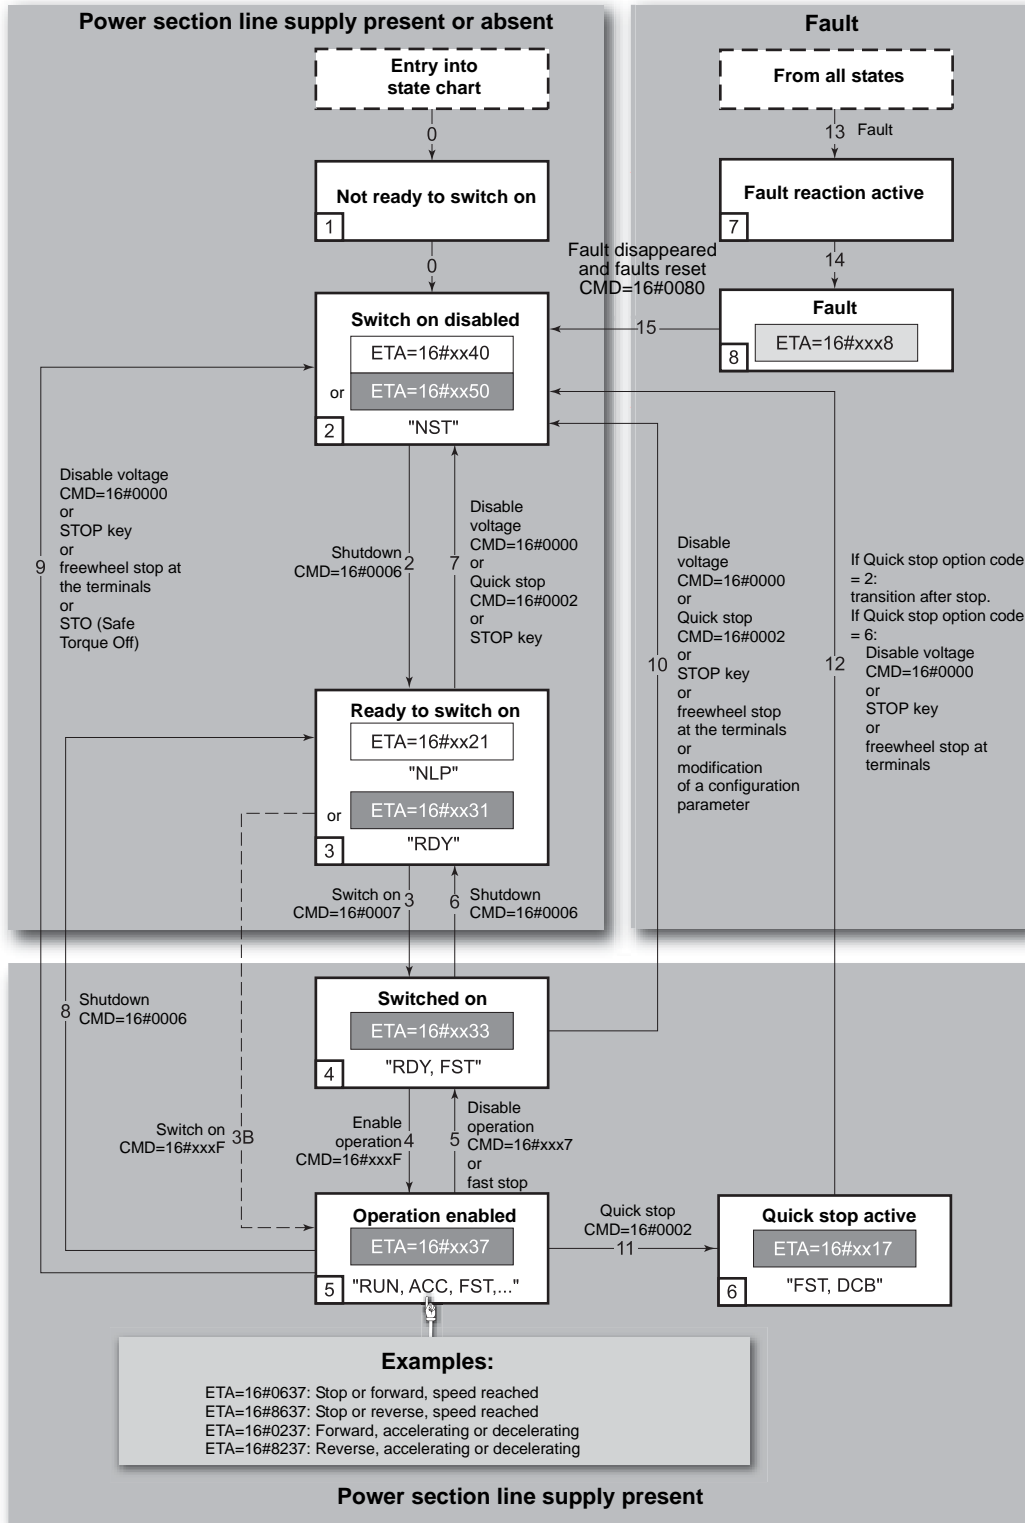 Power section line supply present or absent
Entry into
state chart
0
Not ready to switch on
1
0
Switch on disabled
ETA=16#xx40
or
ETA=16#xx50
2
"NST"
Disable voltage
CMD=16#0000
or
STOP key
or
freewheel stop at
the terminals
or
STO (Safe
Torque Off)
9
Shutdown
CMD=16#0006
2
7
Disable
voltage
CMD=16#0000
or
Quick stop
CMD=16#0002
or
STOP key
Ready to switch on
ETA=16#xx21
"NLP"
or
ETA=16#xx31
3
"RDY"
Switch on
CMD=16#0007
3
6
Shutdown
CMD=16#0006
Fault
From all states
13
Fault
Fault reaction active
7
14
Fault disappeared
and faults reset
CMD=16#0080
15
Fault
ETA=16#xxx8
8
Disable
voltage
CMD=16#0000
or
Quick stop
CMD=16#0002
or
STOP key
or
freewheel stop
at the terminals
or
modification
of a configuration
parameter
10
If Quick stop option code
= 2:
transition after stop.
If Quick stop option code
= 6:
Disable voltage
CMD=16#0000
or
STOP key
or
freewheel stop at
terminals
12
Switched on
ETA=16#xx33
4
"RDY, FST"
8
Shutdown
CMD=16#0006
Switch on
CMD=16#xxxF
3B
Enable
operation
CMD=16#xxxF
4
5
Disable
operation
CMD=16#xxx7
or
fast stop
Operation enabled
ETA=16#xx37
5
"RUN, ACC, FST,..."
Quick stop
CMD=16#0002
11
Quick stop active
ETA=16#xx17
6
"FST, DCB"
Examples:
ETA=16#0637: Stop or forward, speed reached
ETA=16#8637: Stop or reverse, speed reached
ETA=16#0237: Forward, accelerating or decelerating
ETA=16#8237: Reverse, accelerating or decelerating
Power section line supply present